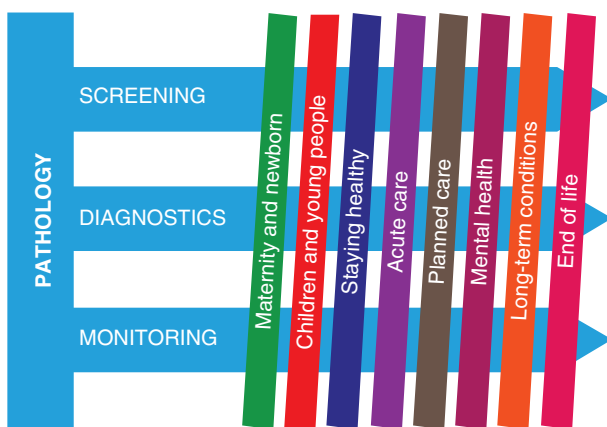 PATHOLOGY
SCREENING
DIAGNOSTICS
MONITORING
Maternity and newborn
Children and young people
Staying healthy
Acute care
Planned care
Mental health
Long-term conditions
End of life